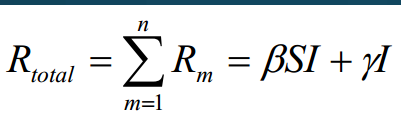 R_total = ∑_{m=1}^{n} R_m = βSI + γI